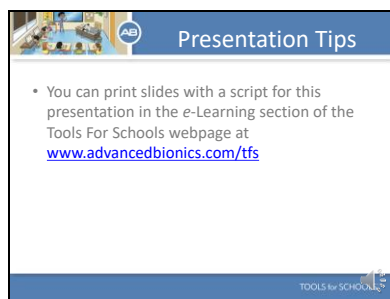 AB
Presentation Tips
• You can print slides with a script for this
presentation in the e-Learning section of the
Tools For Schools webpage at
www.advancedbionics.com/tfs
TOOLS for SCHOOLS